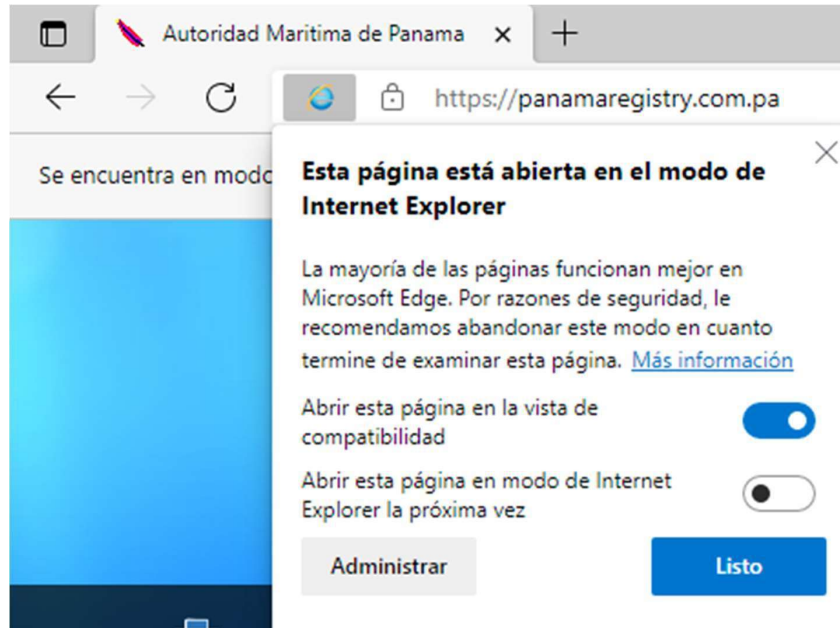 Autoridad Maritima de Panama
https://panamaregistry.com.pa
Se encuentra en modo
Esta página está abierta en el modo de
Internet Explorer
La mayoría de las páginas funcionan mejor en
Microsoft Edge. Por razones de seguridad, le
recomendamos abandonar este modo en cuanto
termine de examinar esta página. Más información
Abrir esta página en la vista de
compatibilidad
Abrir esta página en modo de Internet
Explorer la próxima vez
Administrar
Listo